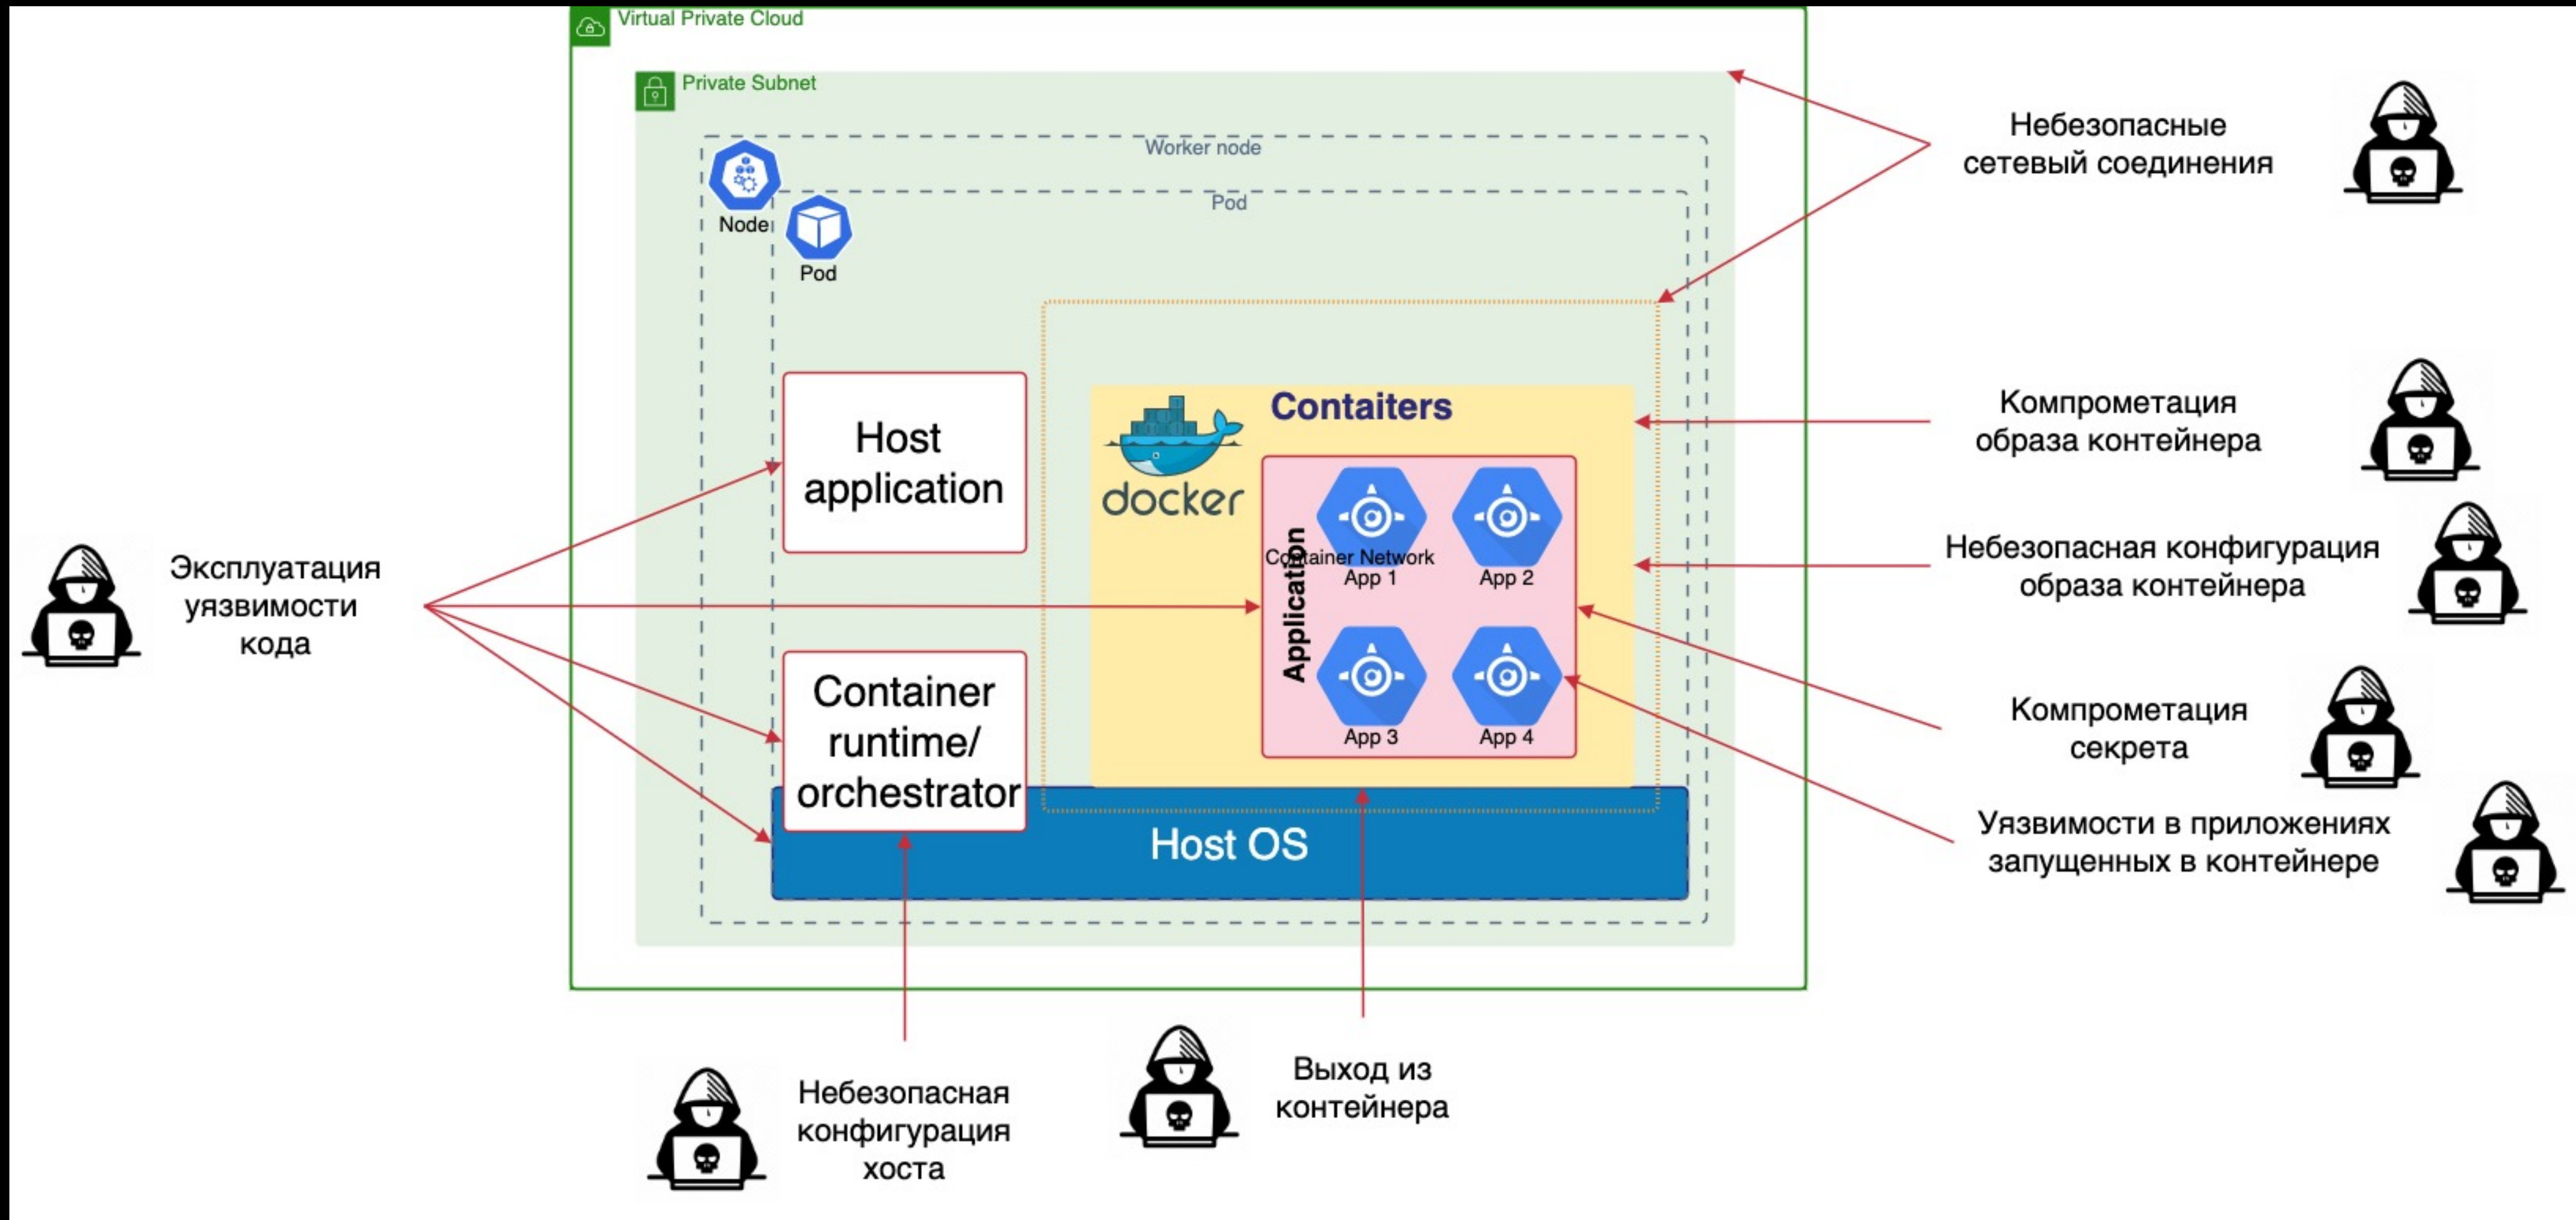 Virtual Private Cloud
Private Subnet
Worker node
Node
Pod
Pod
Небезопасные
сетевый соединения
Host
application
docker
Contaiters
Application
Container Network
App 1
App 2
App 3
App 4
Компрометация
образа контейнера
Небезопасная конфигурация
образа контейнера
Эксплуатация
уязвимости
кода
Container
runtime/
orchestrator
Host OS
Компрометация
секрета
Уязвимости в приложениях
запущенных в контейнере
Небезопасная
конфигурация
хоста
Выход из
контейнера